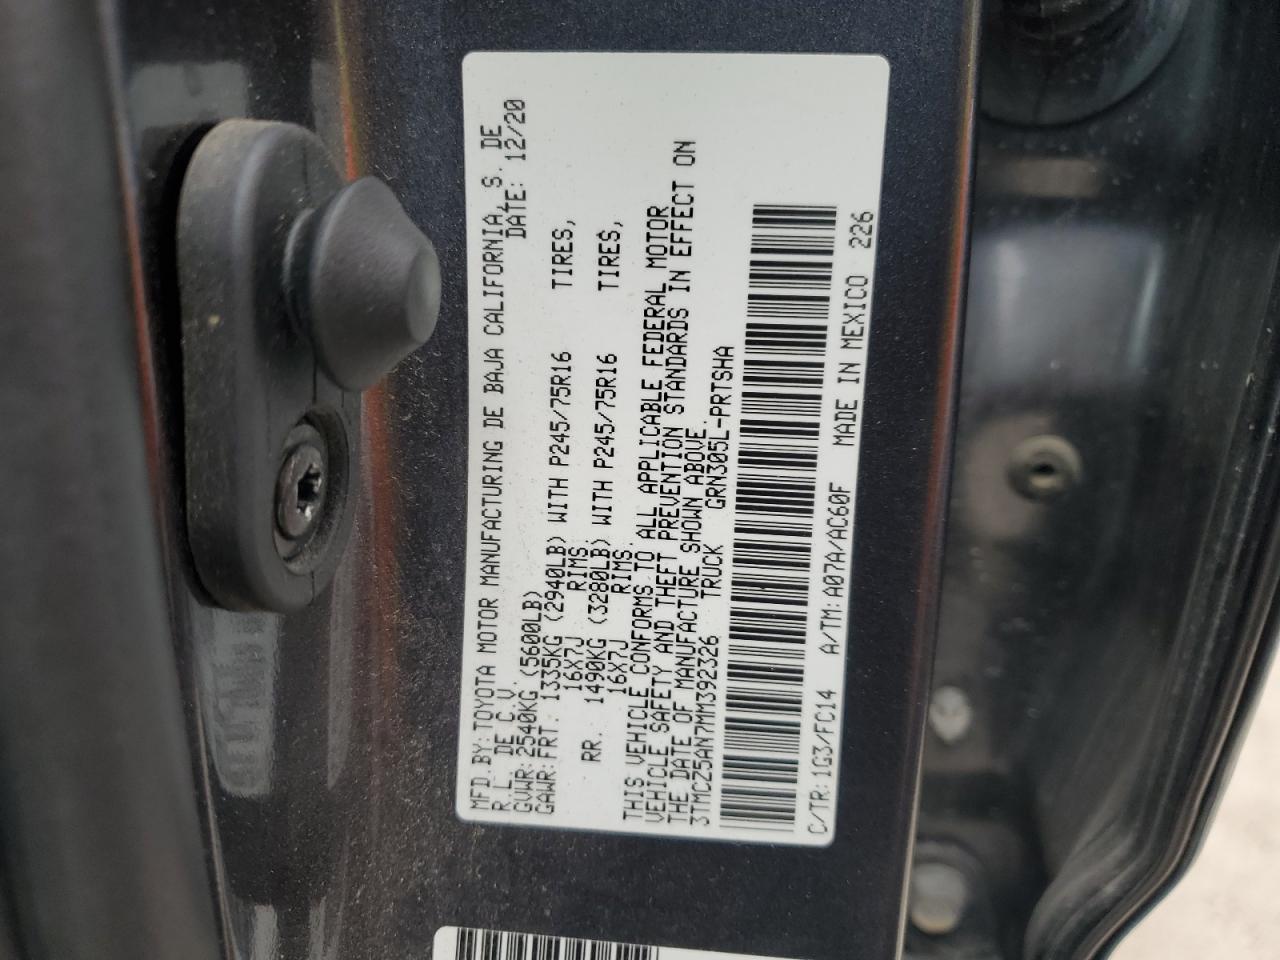 MFD.BY:TOYOTA MOTOR MANUFACTURING DE BAJA CALIFORNIA, S. DE
R.L. DE C.V. DATE: 12/20
GVWR:2540KG(5600LB)
GAWR:FRT. 1335KG (2940LB) WITH P245/75R16 TIRES,
16X7J RIMS.
RR. 1490KG (3280LB) WITH P245/75R16 TIRES,
16X7J RIMS.
THIS VEHICLE CONFORMS TO ALL APPLICABLE FEDERAL MOTOR
VEHICLE SAFETY AND THEFT PREVENTION STANDARDS IN EFFECT ON
THE DATE OF MANUFACTURE SHOWN ABOVE.
3TMCZ5AN7MM392326 TRUCK GRN305L-PRTSHA
C/TR:1G3/FC14 A/TM:A07A/AC60F MADE IN MEXICO 226